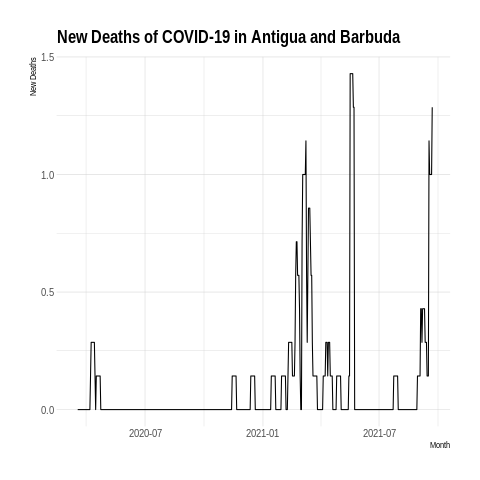 New Deaths of COVID-19 in Antigua and Barbuda
New Deaths
1.5
1.0
0.5
0.0
2020-07
2021-01
2021-07
Month